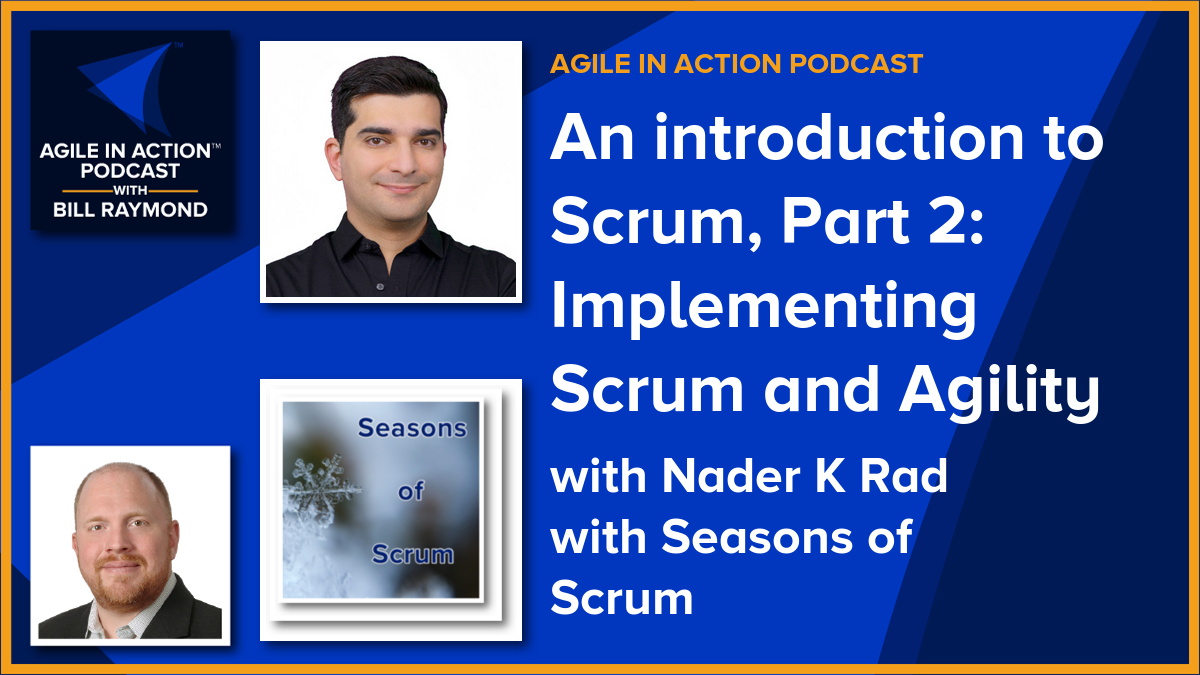 AGILE IN ACTION™
PODCAST
WITH
BILL RAYMOND
AGILE IN ACTION PODCAST
An introduction to
Scrum, Part 2:
Implementing
Scrum and Agility
with Nader K Rad
with Seasons of
Scrum
Seasons
of
Scrum
TM